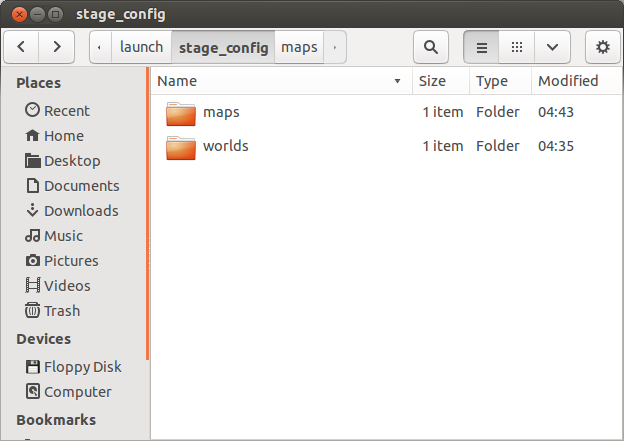 stage_config
launch stage_config maps
Name Size Type Modified
maps 1 item Folder 04:43
worlds 1 item Folder 04:35
Places
Recent
Home
Desktop
Documents
Downloads
Music
Pictures
Videos
Trash
Devices
Floppy Disk
Computer
Bookmarks